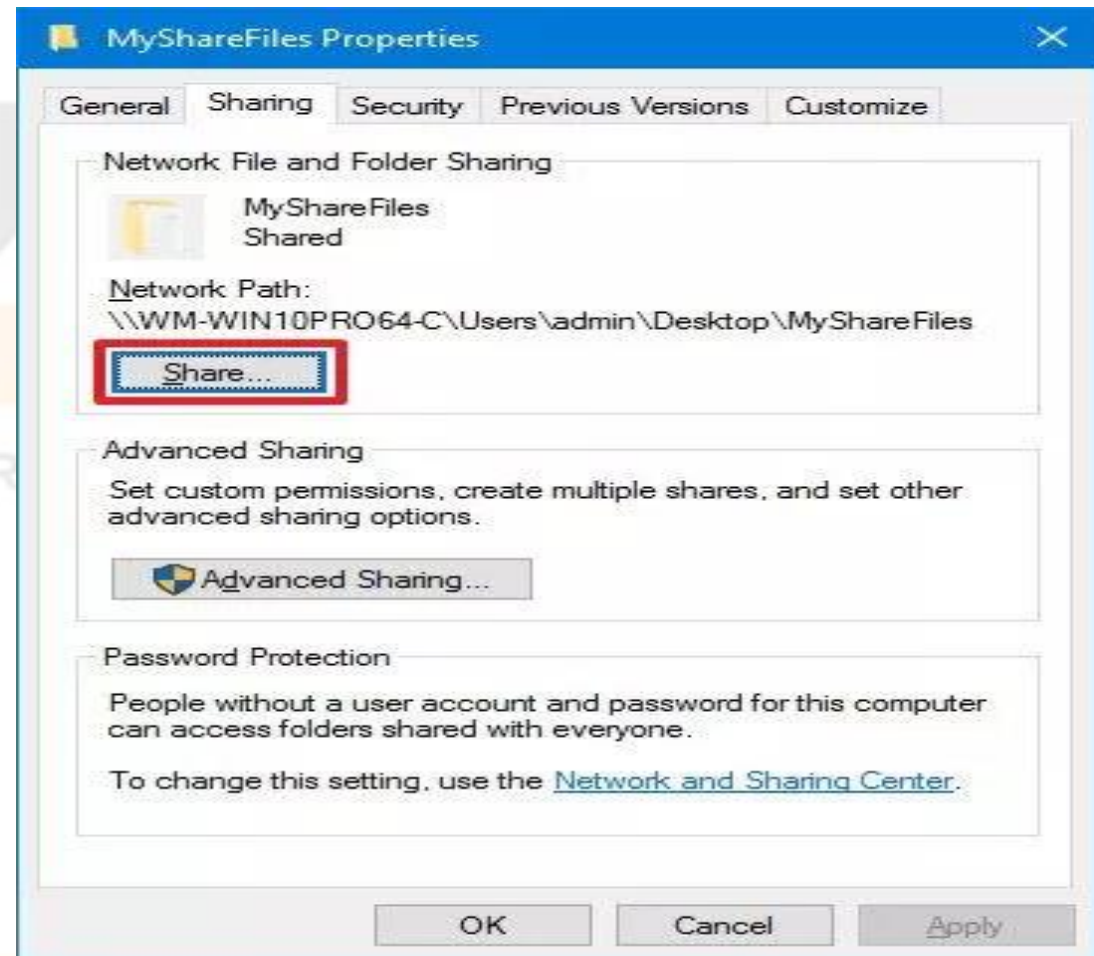 MyShareFiles Properties
General Sharing Security Previous Versions Customize
Network File and Folder Sharing
MyShareFiles
Shared
Network Path:
\\WM-WIN10PRO64-C\Users\admin\Desktop\MyShareFiles
Share...
Advanced Sharing
Set custom permissions, create multiple shares, and set other
advanced sharing options.
Advanced Sharing...
Password Protection
People without a user account and password for this computer
can access folders shared with everyone.
To change this setting, use the Network and Sharing Center.
OK Cancel Apply